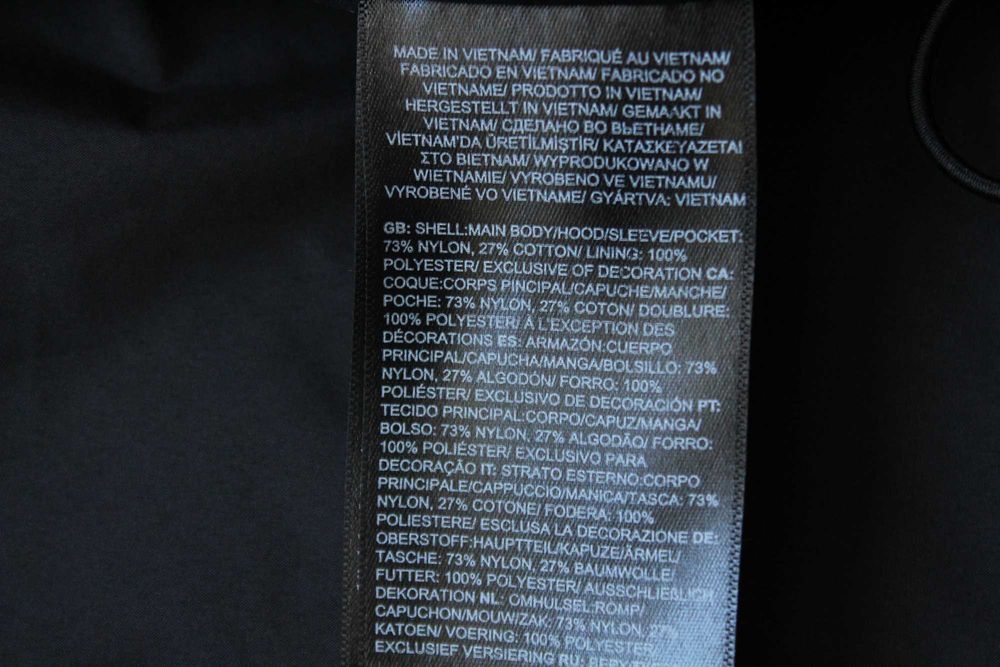 MADE IN VIETNAM/ FABRIQUÉ AU VIETNAM/
FABRICADO EN VIETNAM/ FABRICADO NO
VIETNAME/ PRODOTTO IN VIETNAM/
HERGESTELLT IN VIETNAM/ GEMAAKT IN
VIETNAM/ СДЕЛАНО ВО ВЬЕТНАМЕ/
VİETNAM'DA ÜRETİLMİŞTİR/ ΚΑΤΑΣΚΕΥΑΖΕΤΑΙ
ΣΤΟ ΒΙΕΤΝΑΜ/ WYPRODUKOWANO W
WIETNAMIE/ VYROBENO VE VIETNAMU/
VYROBENÉ VO VIETNAME/ GYÁRTVA: VIETNAM
GB: SHELL:MAIN BODY/HOOD/SLEEVE/POCKET:
73% NYLON, 27% COTTON/ LINING: 100%
POLYESTER/ EXCLUSIVE OF DECORATION CA:
COQUE:CORPS PINCIPAL/CAPUCHE/MANCHE/
POCHE: 73% NYLON, 27% COTON/ DOUBLURE:
100% POLYESTER/ À L'EXCEPTION DES
DÉCORATIONS ES: ARMAZÓN:CUERPO
PRINCIPAL/CAPUCHA/MANGA/BOLSILLO: 73%
NYLON, 27% ALGODÓN/ FORRO: 100%
POLIÉSTER/ EXCLUSIVO DE DECORACIÓN PT:
TECIDO PRINCIPAL:CORPO/CAPUZ/MANGA/
BOLSO: 73% NYLON, 27% ALGODÃO/ FORRO:
100% POLIÉSTER/ EXCLUSIVO PARA
DECORAÇÃO IT: STRATO ESTERNO:CORPO
PRINCIPALE/CAPPUCCIO/MANICA/TASCA: 73%
NYLON, 27% COTONE/ FODERA: 100%
POLIESTERE/ ESCLUSA LA DECORAZIONE DE:
OBERSTOFF:HAUPTTEIL/KAPUZE/ÄRMEL/
TASCHE: 73% NYLON, 27% BAUMWOLLE/
FUTTER: 100% POLYESTER/ AUSSCHLIEßLICH
DEKORATION NL: OMHULSEL:ROMP/
CAPUCHON/MOUW/ZAK: 73% NYLON,
KATOEN/ VOERING: 100% POLYESTER
EXCLUSIEF VERSIERING RU: